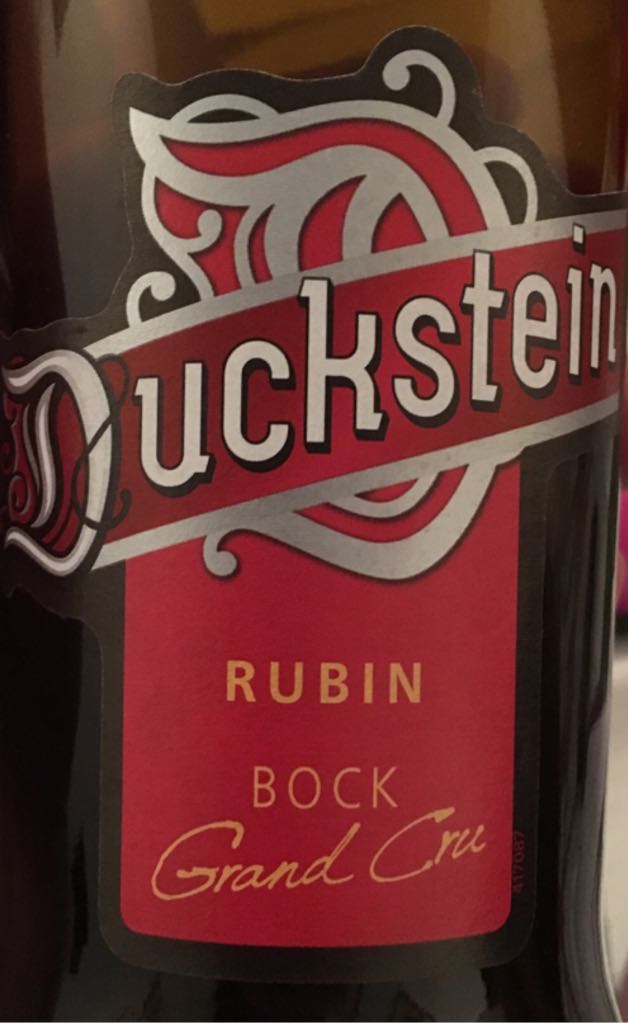 Duckstein
RUBIN
BOCK
Grand Cru
417087